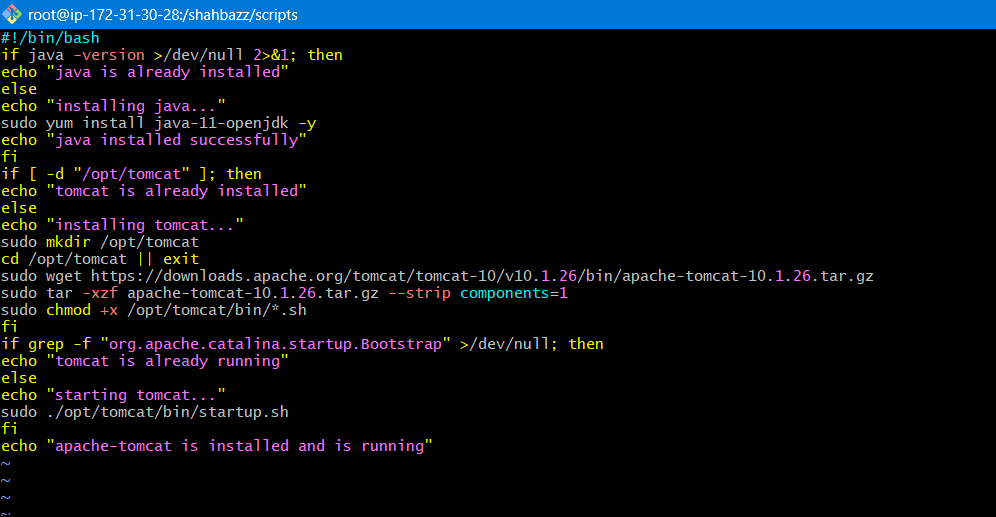 root@ip-172-31-30-28:/shahbazz/scripts
#!/bin/bash
if java -version >/dev/null 2>&1; then
echo "java is already installed"
else
echo "installing java..."
sudo yum install java-11-openjdk -y
echo "java installed successfully"
fi
if [ -d "/opt/tomcat" ]; then
echo "tomcat is already installed"
else
echo "installing tomcat..."
sudo mkdir /opt/tomcat
cd /opt/tomcat || exit
sudo wget https://downloads.apache.org/tomcat/tomcat-10/v10.1.26/bin/apache-tomcat-10.1.26.tar.gz
sudo tar -xzf apache-tomcat-10.1.26.tar.gz --strip components=1
sudo chmod +x /opt/tomcat/bin/*.sh
fi
if grep -f "org.apache.catalina.startup.Bootstrap" >/dev/null; then
echo "tomcat is already running"
else
echo "starting tomcat..."
sudo ./opt/tomcat/bin/startup.sh
fi
echo "apache-tomcat is installed and is running"
~
~
~
~